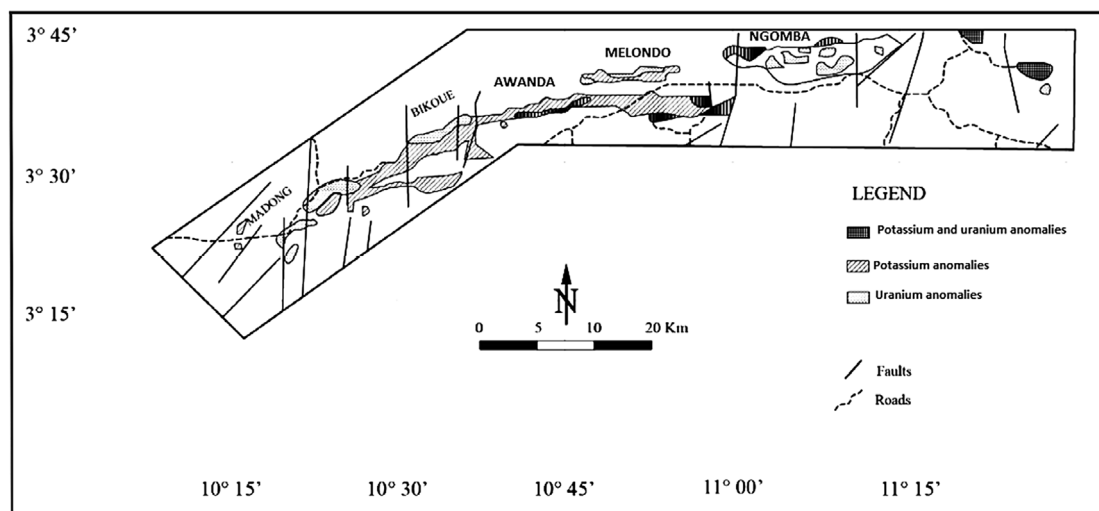 3° 45’
NGOMBA
MELONDO
AWANDA
BIKOUE
3° 30’
MADONG
LEGEND
Potassium and uranium anomalies
Potassium anomalies
Uranium anomalies
3° 15’
N
0 5 10 20 Km
Faults
Roads
10° 15’ 10° 30’ 10° 45’ 11° 00’ 11° 15’